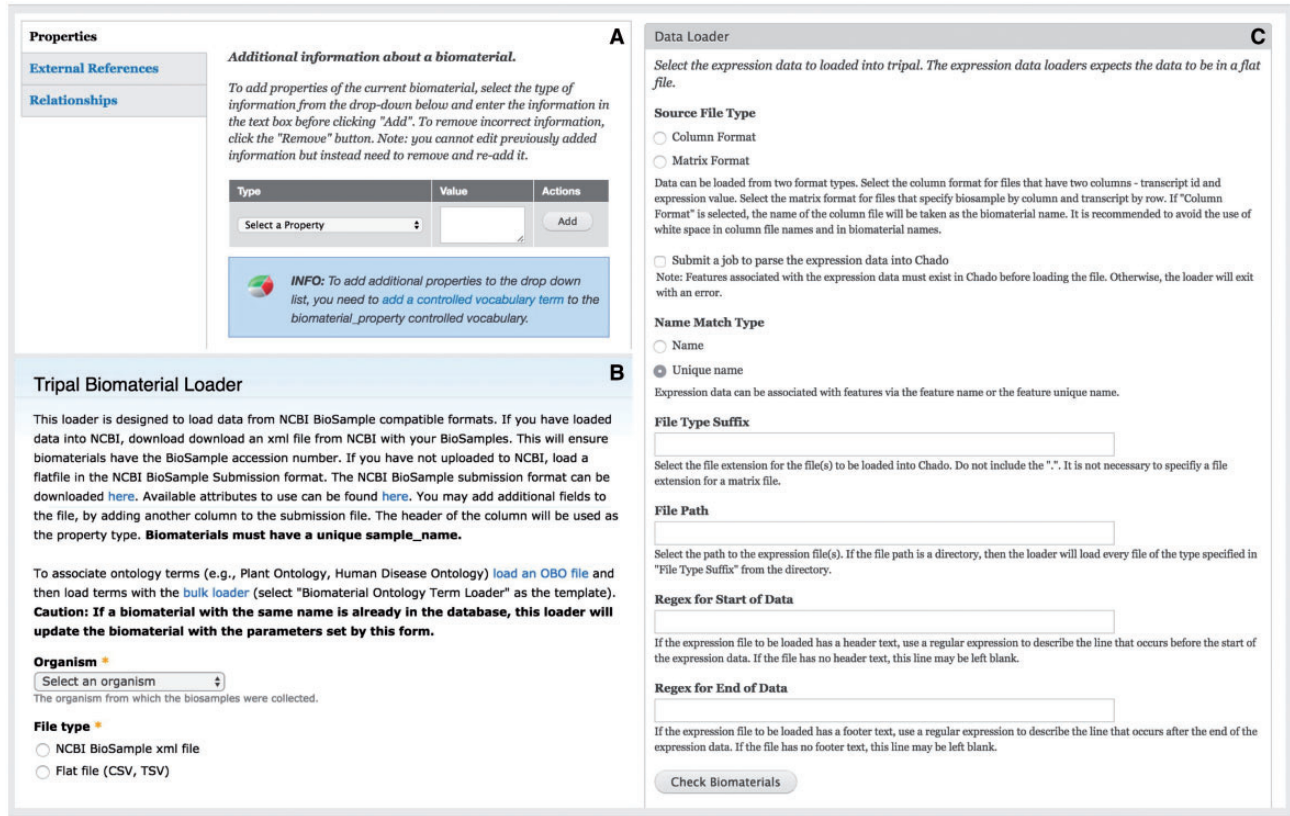 Properties
External References
Relationships
A
Additional information about a biomaterial.
To add properties of the current biomaterial, select the type of
information from the drop-down below and enter the information in
the text box before clicking "Add". To remove incorrect information,
click the "Remove" button. Note: you cannot edit previously added
information but instead need to remove and re-add it.
Type Value Actions
Select a Property Add
INFO: To add additional properties to the drop down
list, you need to add a controlled vocabulary term to the
biomaterial_property controlled vocabulary.
B
Tripal Biomaterial Loader
This loader is designed to load data from NCBI BioSample compatible formats. If you have loaded
data into NCBI, download download an xml file from NCBI with your BioSamples. This will ensure
biomaterials have the BioSample accession number. If you have not uploaded to NCBI, load a
flatfile in the NCBI BioSample Submission format. The NCBI BioSample submission format can be
downloaded here. Available attributes to use can be found here. You may add additional fields to
the file, by adding another column to the submission file. The header of the column will be used as
the property type. Biomaterials must have a unique sample_name.
To associate ontology terms (e.g., Plant Ontology, Human Disease Ontology) load an OBO file and
then load terms with the bulk loader (select "Biomaterial Ontology Term Loader" as the template).
Caution: If a biomaterial with the same name is already in the database, this loader will
update the biomaterial with the parameters set by this form.
Organism *
Select an organism
The organism from which the biosamples were collected.
File type *
NCBI BioSample xml file
Flat file (CSV, TSV)
Data Loader
C
Select the expression data to loaded into tripal. The expression data loaders expects the data to be in a flat
file.
Source File Type
Column Format
Matrix Format
Data can be loaded from two format types. Select the column format for files that have two columns - transcript id and
expression value. Select the matrix format for files that specify biosample by column and transcript by row. If "Column
Format" is selected, the name of the column file will be taken as the biomaterial name. It is recommended to avoid the use of
white space in column file names and in biomaterial names.
Submit a job to parse the expression data into Chado
Note: Features associated with the expression data must exist in Chado before loading the file. Otherwise, the loader will exit
with an error.
Name Match Type
Name
Unique name
Expression data can be associated with features via the feature name or the feature unique name.
File Type Suffix
Select the file extension for the file(s) to be loaded into Chado. Do not include the ".". It is not necessary to specifiy a file
extension for a matrix file.
File Path
Select the path to the expression file(s). If the file path is a directory, then the loader will load every file of the type specified in
"File Type Suffix" from the directory.
Regex for Start of Data
If the expression file to be loaded has a header text, use a regular expression to describe the line that occurs before the start of
the expression data. If the file has no header text, this line may be left blank.
Regex for End of Data
If the expression file to be loaded has a footer text, use a regular expression to describe the line that occurs after the end of the
expression data. If the file has no footer text, this line may be left blank.
Check Biomaterials